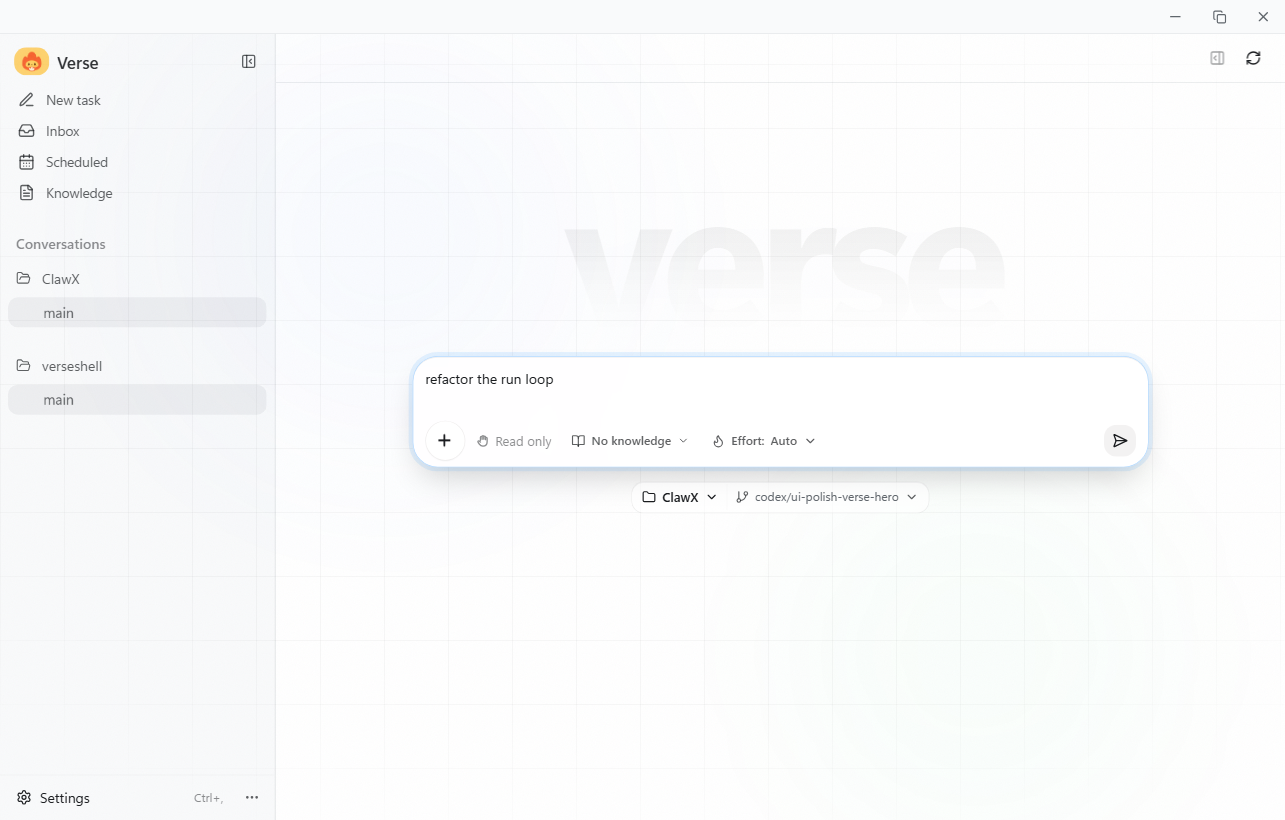 Verse
New task
Inbox
Scheduled
Knowledge
Conversations
ClawX
main
verseshell
main
Settings
Ctrl+,
verse
refactor the run loop
Read only
No knowledge
Effort: Auto
ClawX
codex/ui-polish-verse-hero